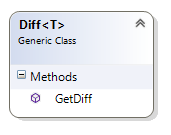 Diff<T>
Generic Class
Methods
GetDiff